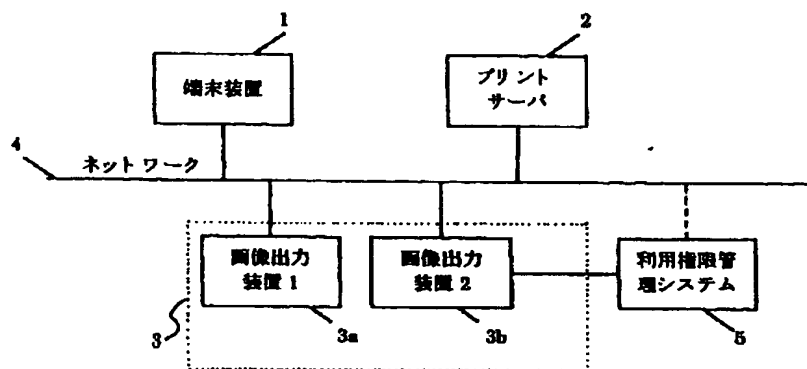 1
2
端末装置
プリント
サーバ
4
ネットワーク
画像出力
装置 1
画像出力
装置 2
利用権限管
理システム
3
3a
3b
5